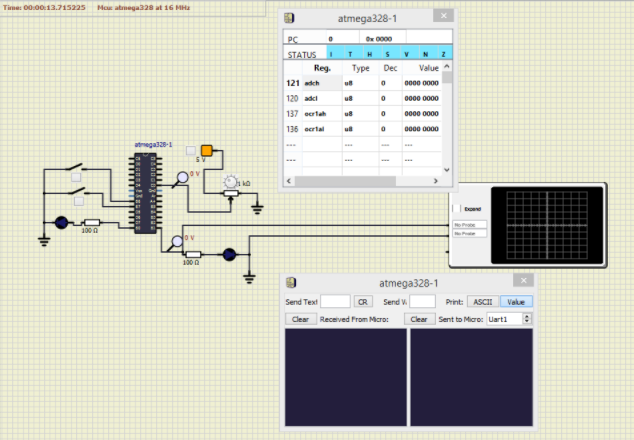 Time: 00:00:13.715225 Mcu: atmega328 at 16 MHz
atmega328-1
PC 0 0x 0000
STATUS I T H S V N Z
Reg. Type Dec Value
121 adch u8 0 0000 0000
120 adcl u8 0 0000 0000
137 ocr1ah u8 0 0000 0000
136 ocr1al u8 0 0000 0000
--- --- --- ---
--- --- --- ---
atmega328-1
5 V
0 V
1 kΩ
100 Ω
0 V
100 Ω
Expand
No Probe
No Probe
atmega328-1
Send Text CR Send V. Print: ASCII Value
Clear Received From Micro: Clear Sent to Micro: Uart1